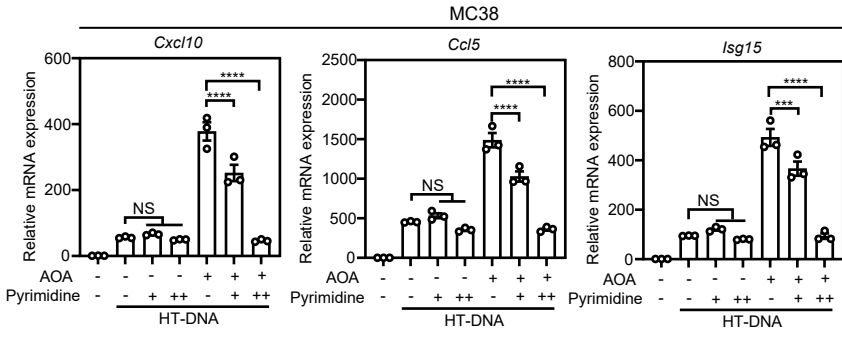 MC38
Cxcl10
Relative mRNA expression
600
400
200
0
NS
****
****
AOA - - - - + + +
Pyrimidine - - + ++ - + ++
HT-DNA
Ccl5
Relative mRNA expression
2500
2000
1500
1000
500
0
NS
****
****
AOA - - - - + + +
Pyrimidine - - + ++ - + ++
HT-DNA
Isg15
Relative mRNA expression
800
600
400
200
0
NS
***
****
AOA - - - - + + +
Pyrimidine - - + ++ - + ++
HT-DNA